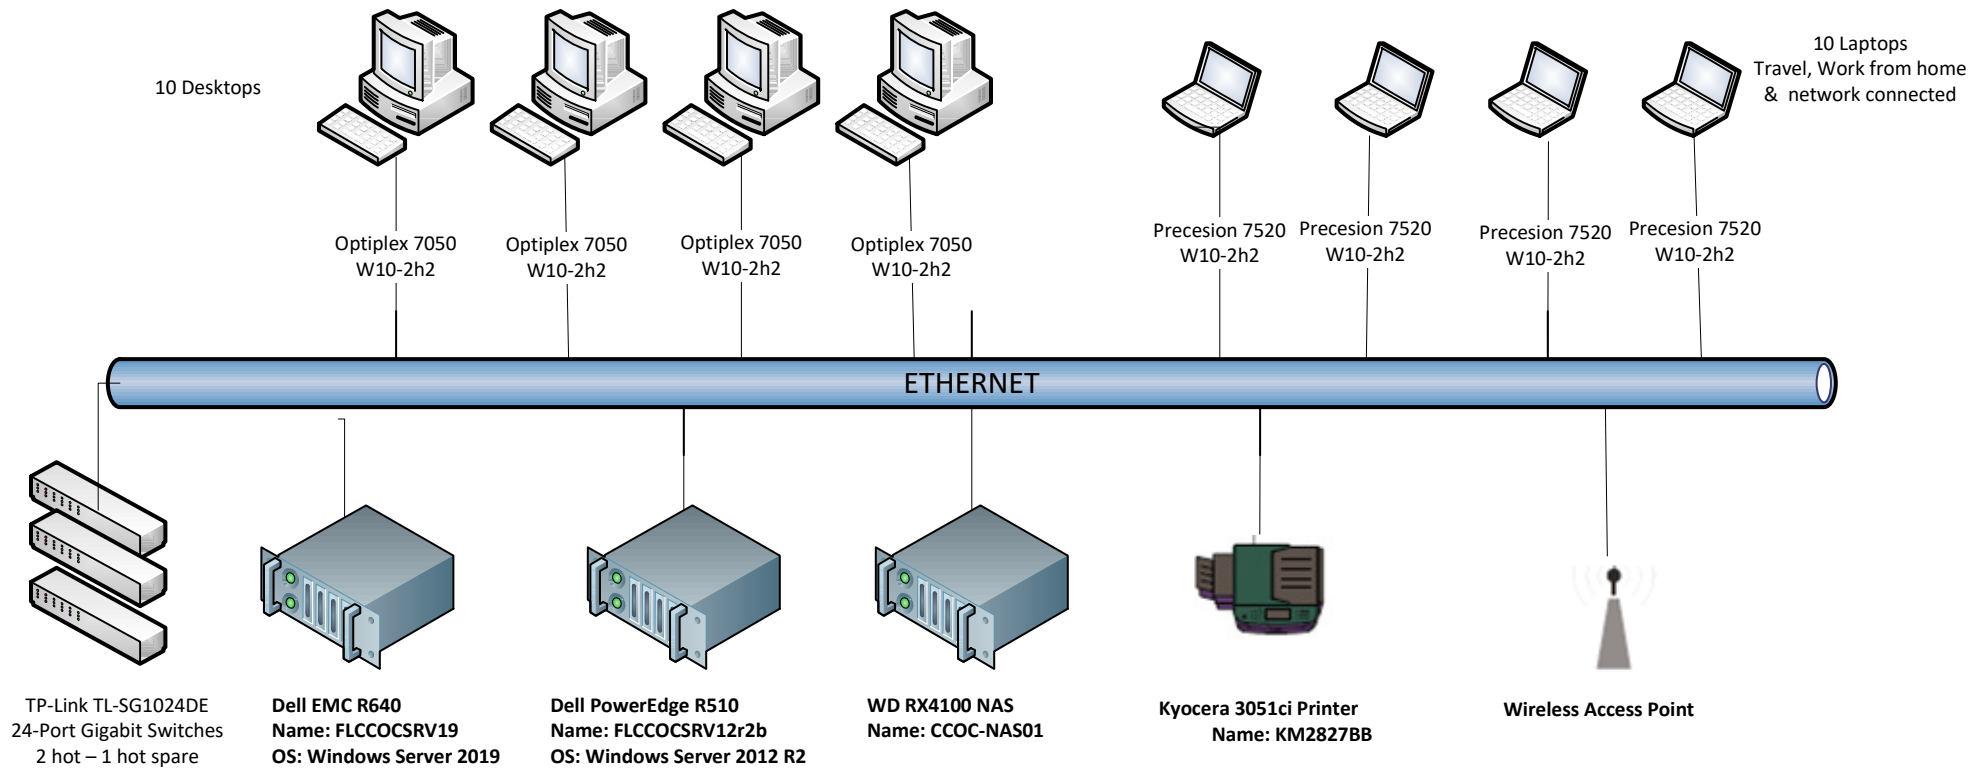 10 Desktops
10 Laptops
Travel, Work from home
& network connected
Optiplex 7050
W10-2h2
Optiplex 7050
W10-2h2
Optiplex 7050
W10-2h2
Optiplex 7050
W10-2h2
Precesion 7520
W10-2h2
Precesion 7520
W10-2h2
Precesion 7520
W10-2h2
Precesion 7520
W10-2h2
ETHERNET
TP-Link TL-SG1024DE
24-Port Gigabit Switches
2 hot – 1 hot spare
Dell EMC R640
Name: FLCCOCSRV19
OS: Windows Server 2019
Dell PowerEdge R510
Name: FLCCOCSRV12r2b
OS: Windows Server 2012 R2
WD RX4100 NAS
Name: CCOC-NAS01
Kyocera 3051ci Printer
Name: KM2827BB
Wireless Access Point